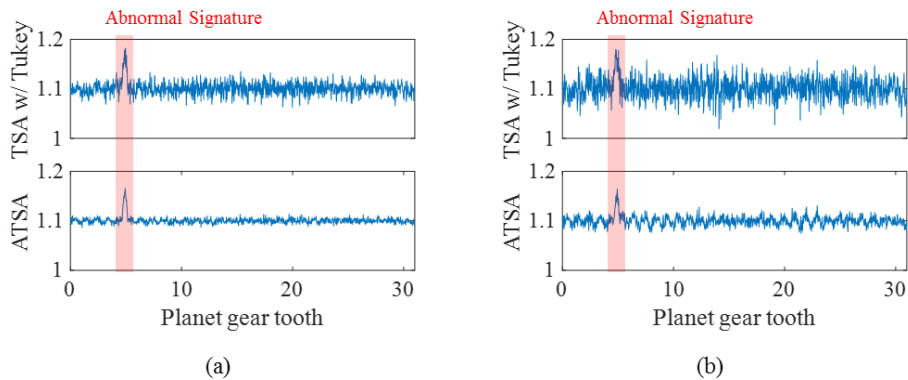 Abnormal Signature
TSA w/ Tukey
1.2
1.1
1
ATSA
1.2
1.1
1
0
10
20
30
Planet gear tooth
(a)
Abnormal Signature
TSA w/ Tukey
1.2
1.1
1
ATSA
1.2
1.1
1
0
10
20
30
Planet gear tooth
(b)